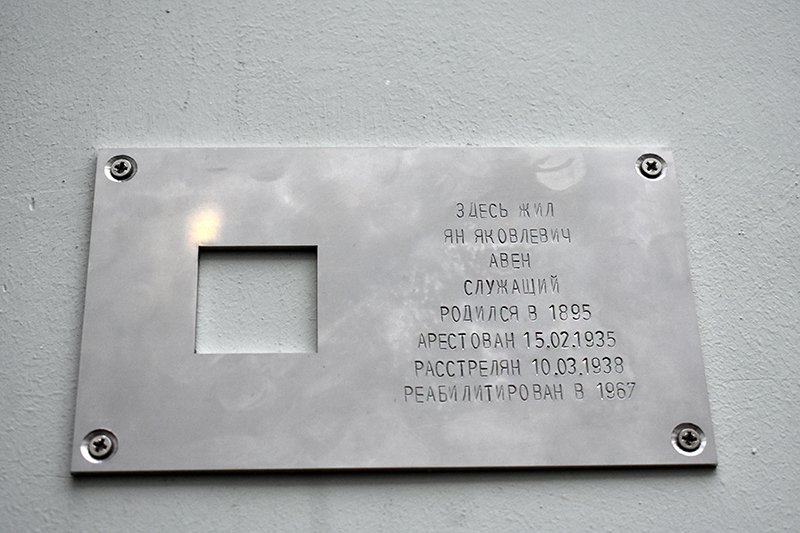 ЗДЕСЬ ЖИЛ
ЯН ЯКОВЛЕВИЧ
АВЕН
СЛУЖАЩИЙ
РОДИЛСЯ В 1895
АРЕСТОВАН 15.02.1935
РАССТРЕЛЯН 10.03.1938
РЕАБИЛИТИРОВАН В 1967